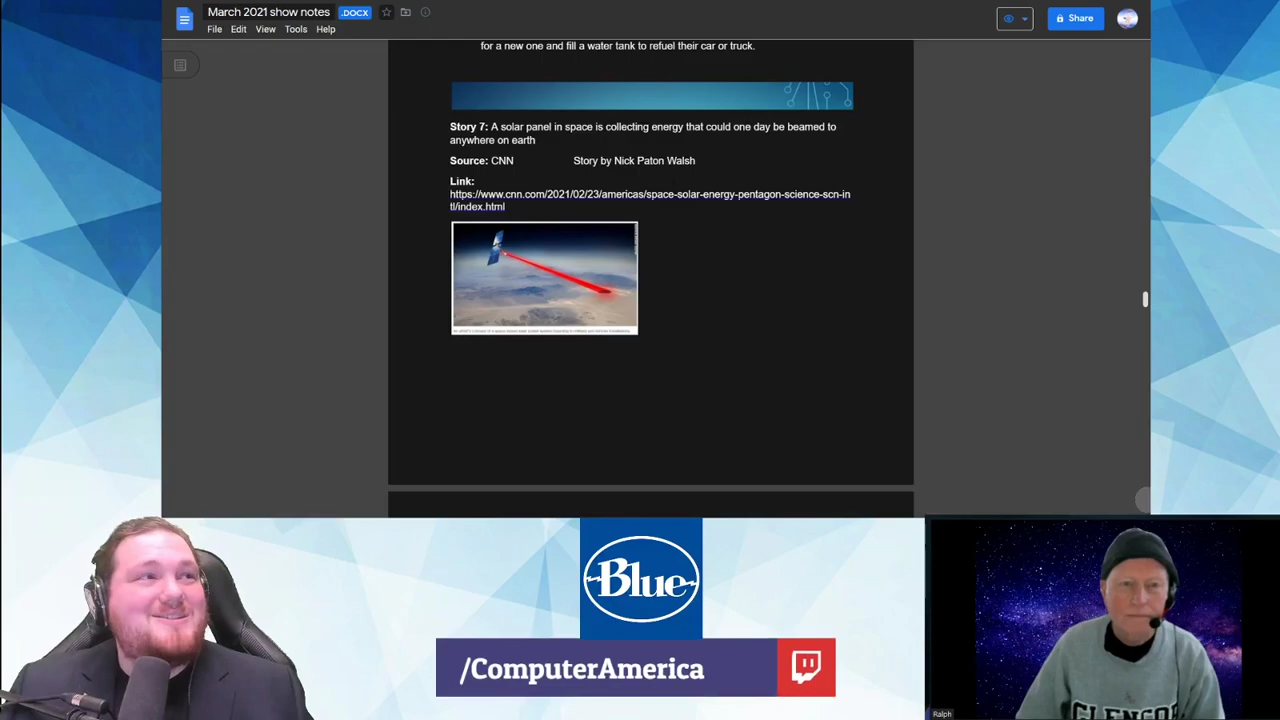 March 2021 show notes .DOCX
File Edit View Tools Help
Share
for a new one and fill a water tank to refuel their car or truck.
Story 7: A solar panel in space is collecting energy that could one day be beamed to
anywhere on earth
Source: CNN Story by Nick Paton Walsh
Link:
https://www.cnn.com/2021/02/23/americas/space-solar-energy-pentagon-science-scn-in
tl/index.html
Blue
/ComputerAmerica
Ralph